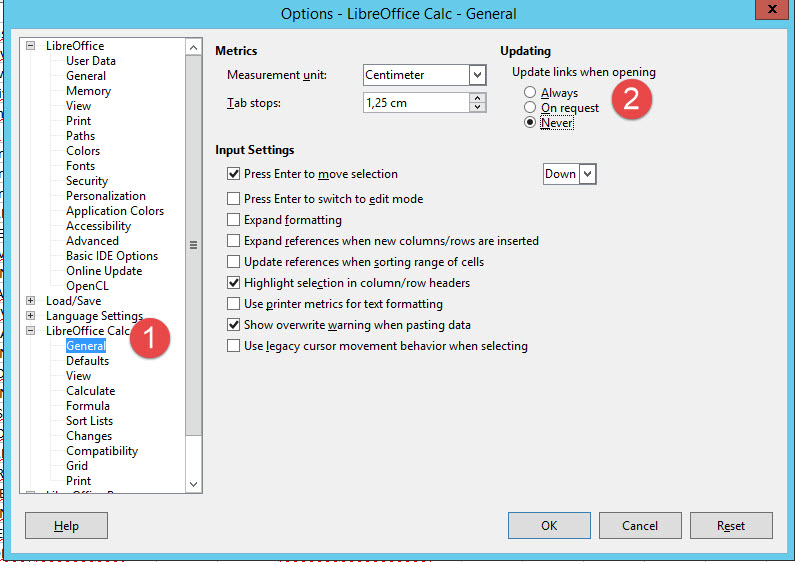 Options - LibreOffice Calc - General
x
LibreOffice
User Data
General
Memory
View
Print
Paths
Colors
Fonts
Security
Personalization
Application Colors
Accessibility
Advanced
Basic IDE Options
Online Update
OpenCL
Load/Save
Language Settings
LibreOffice Calc
1
General
Defaults
View
Calculate
Formula
Sort Lists
Changes
Compatibility
Grid
Print
Metrics
Measurement unit: Centimeter
Tab stops: 1,25 cm
Updating
Update links when opening
Always
On request
Never
2
Input Settings
Press Enter to move selection Down
Press Enter to switch to edit mode
Expand formatting
Expand references when new columns/rows are inserted
Update references when sorting range of cells
Highlight selection in column/row headers
Use printer metrics for text formatting
Show overwrite warning when pasting data
Use legacy cursor movement behavior when selecting
Help OK Cancel Reset